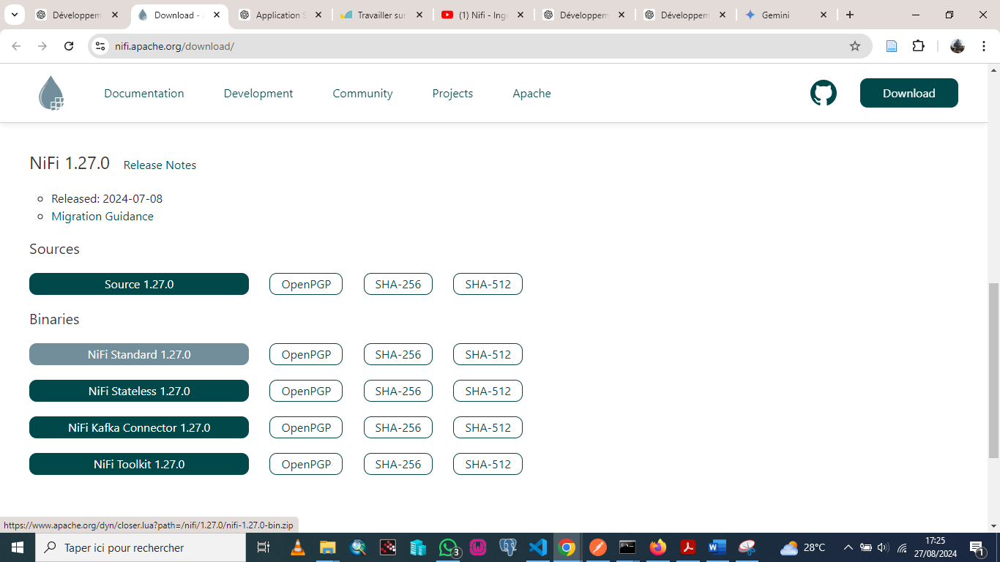 Développem
Download - A
Application S
Travailler sur
(1) Nifi - Inge
Développem
Développem
Gemini
nifi.apache.org/download/
Documentation
Development
Community
Projects
Apache
Download
NiFi 1.27.0 Release Notes
Released: 2024-07-08
Migration Guidance
Sources
Source 1.27.0 OpenPGP SHA-256 SHA-512
Binaries
NiFi Standard 1.27.0 OpenPGP SHA-256 SHA-512
NiFi Stateless 1.27.0 OpenPGP SHA-256 SHA-512
NiFi Kafka Connector 1.27.0 OpenPGP SHA-256 SHA-512
NiFi Toolkit 1.27.0 OpenPGP SHA-256 SHA-512
https://www.apache.org/dyn/closer.lua?path=/nifi/1.27.0/nifi-1.27.0-bin.zip
Taper ici pour rechercher
3
28°C
17:25
27/08/2024
1